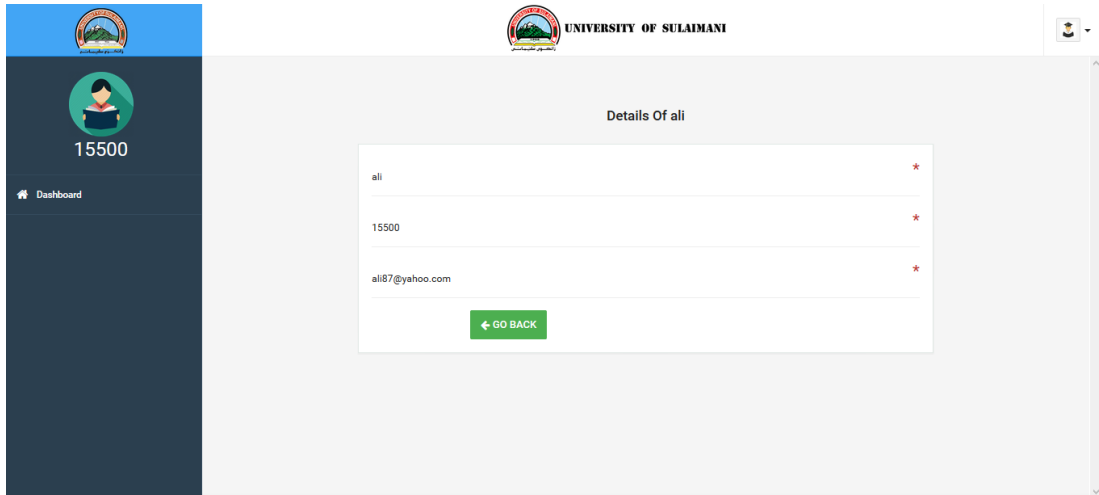 UNIVERSITY OF SULAIMANI
15500
Dashboard
Details Of ali
ali
*
15500
*
ali87@yahoo.com
*
GO BACK